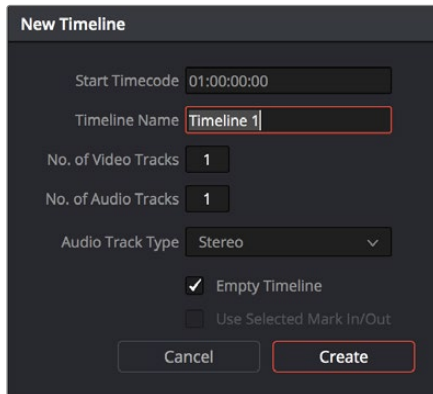 New Timeline
Start Timecode 01:00:00:00
Timeline Name Timeline 1
No. of Video Tracks 1
No. of Audio Tracks 1
Audio Track Type Stereo
Empty Timeline
Use Selected Mark In/Out
Cancel Create